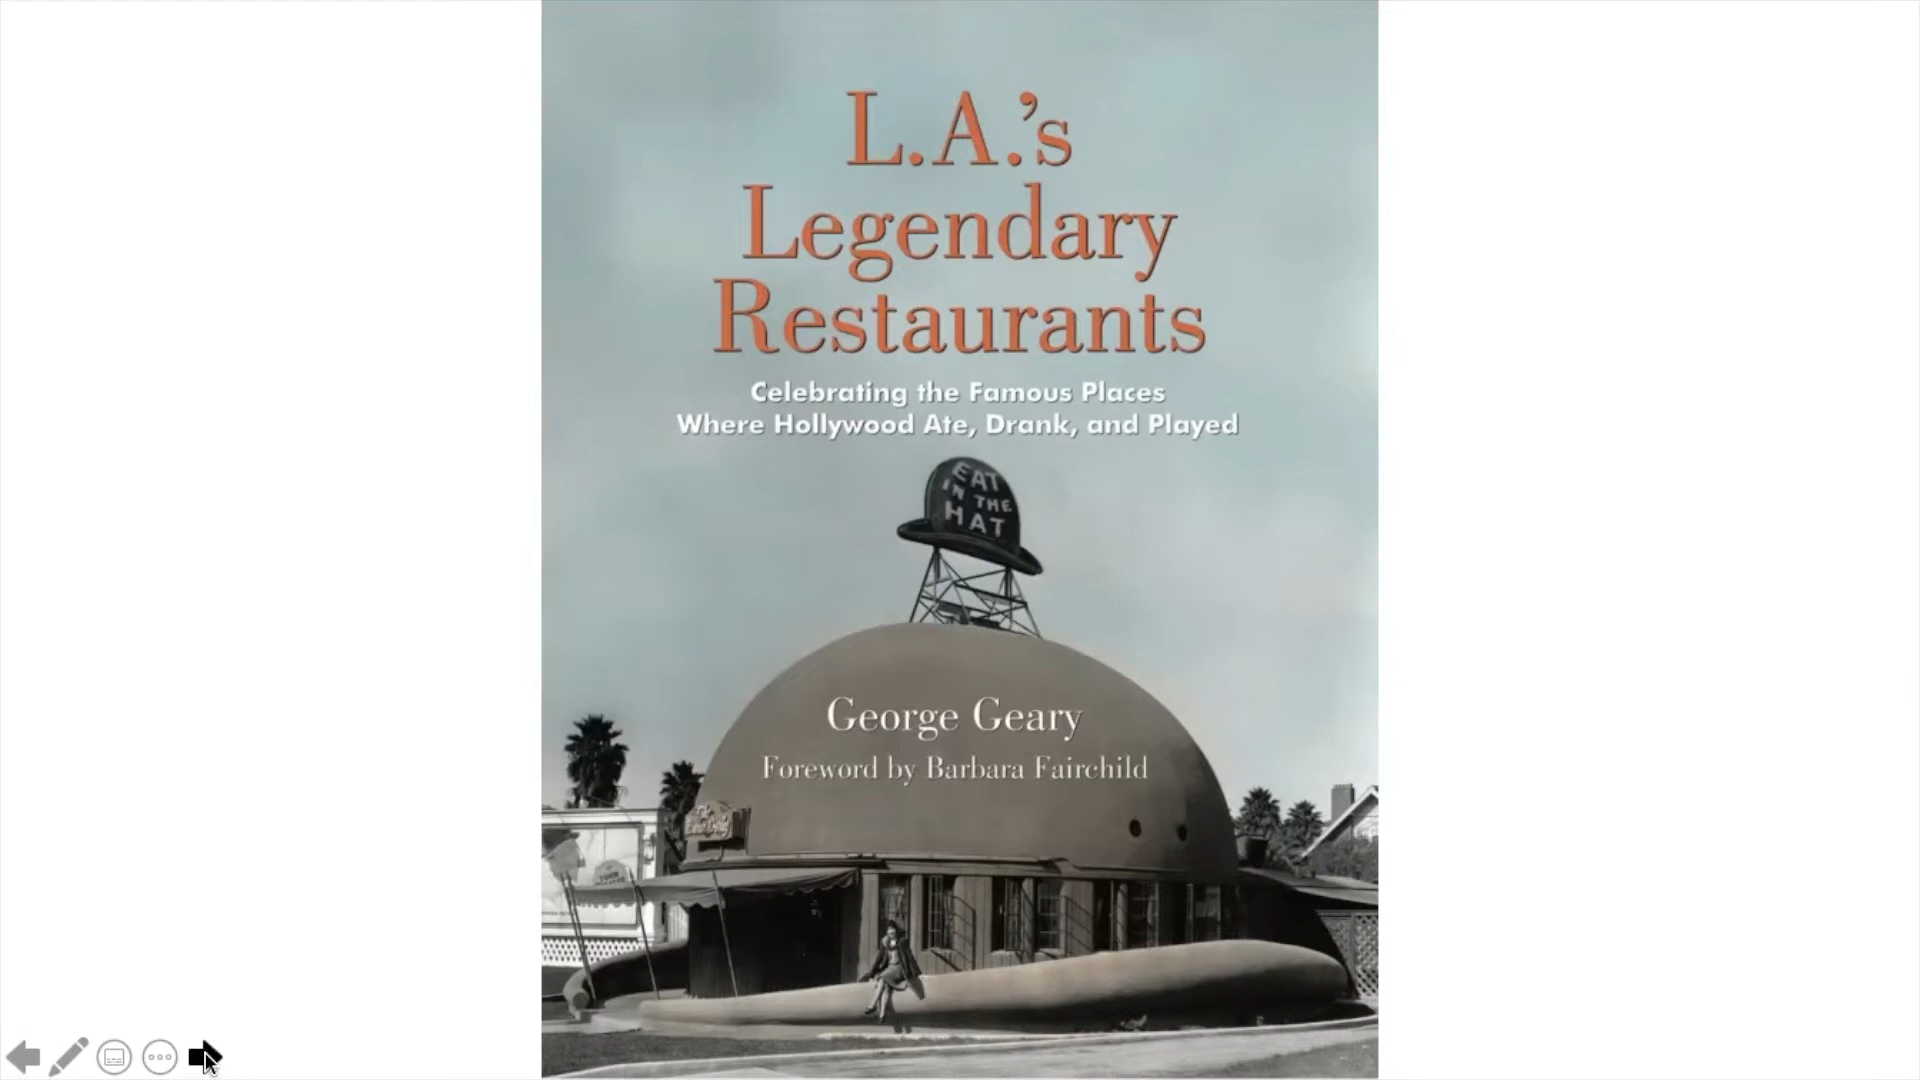 L.A.'s
Legendary
Restaurants
Celebrating the Famous Places
Where Hollywood Ate, Drank, and Played
EAT
IN THE
HAT
George Geary
Foreword by Barbara Fairchild